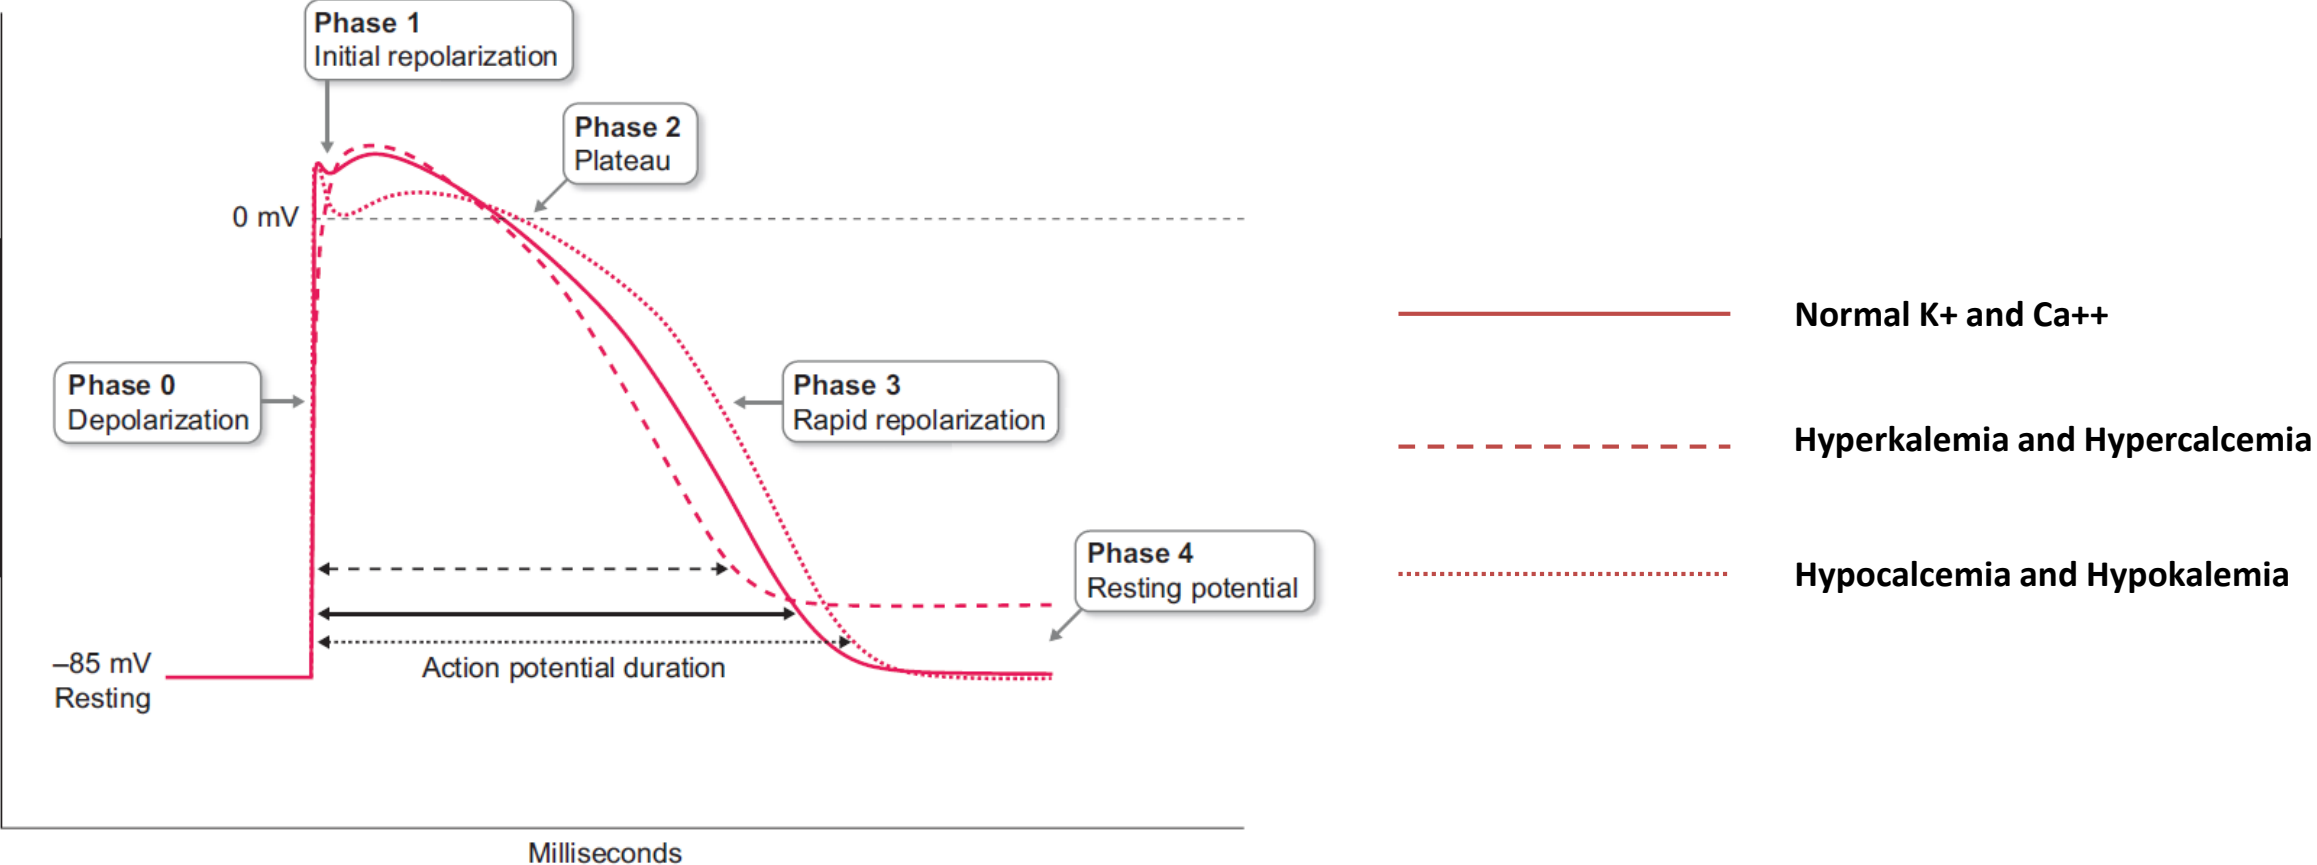 Phase 1
Initial repolarization
Phase 2
Plateau
0 mV
Phase 0
Depolarization
Phase 3
Rapid repolarization
Phase 4
Resting potential
–85 mV
Resting
Action potential duration
Milliseconds
Normal K+ and Ca++
Hyperkalemia and Hypercalcemia
Hypocalcemia and Hypokalemia